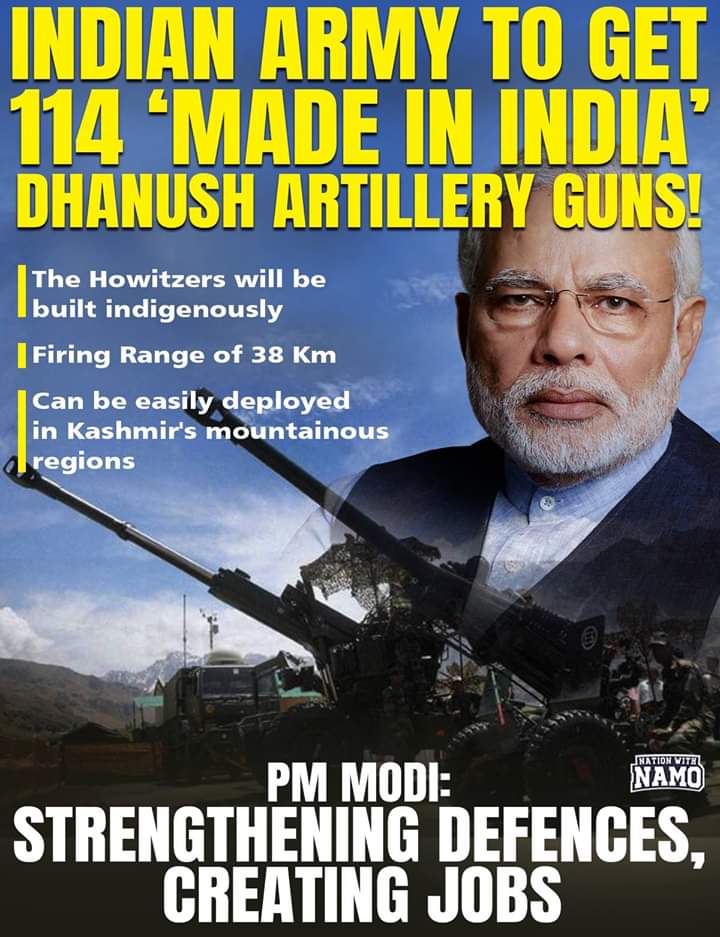 INDIAN ARMY TO GET
114 ‘MADE IN INDIA’
DHANUSH ARTILLERY GUNS!
The Howitzers will be
built indigenously
Firing Range of 38 Km
Can be easily deployed
in Kashmir's mountainous
regions
NATION WITH
NAMO
PM MODI:
STRENGTHENING DEFENCES,
CREATING JOBS